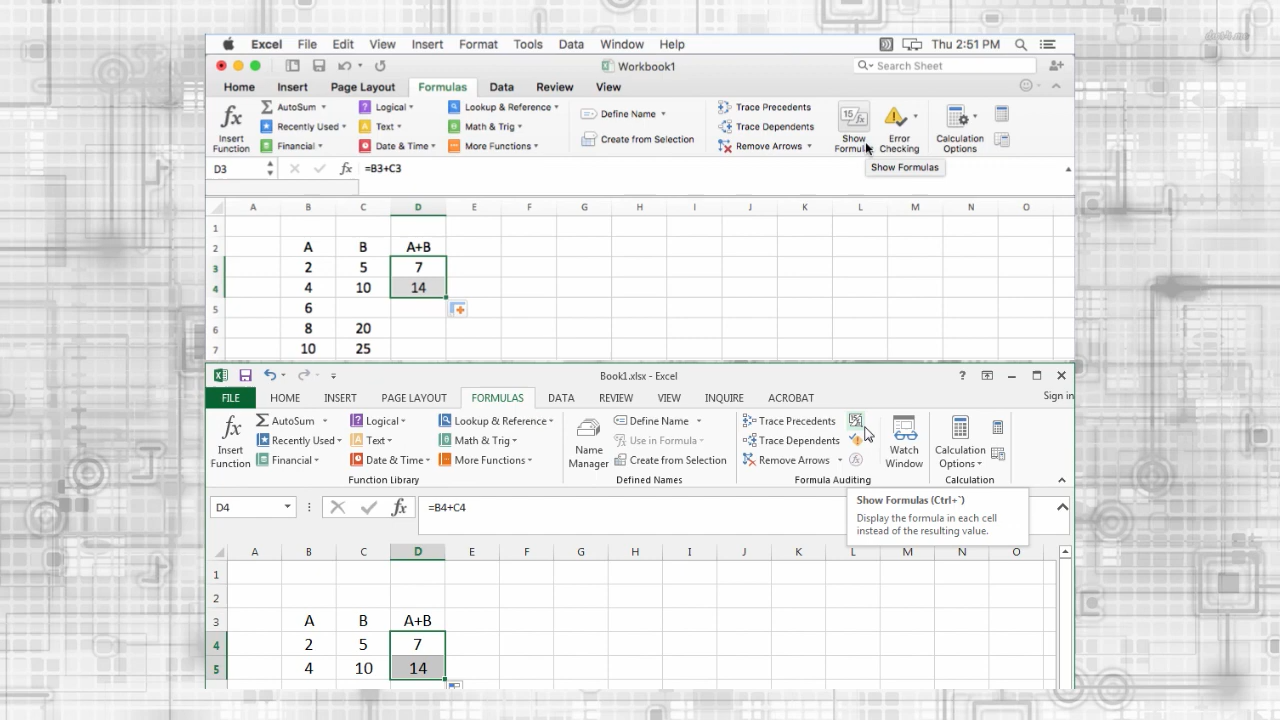 Excel File Edit View Insert Format Tools Data Window Help Thu 2:51 PM
Workbook1 Search Sheet
Home Insert Page Layout Formulas Data Review View
fx AutoSum Logical Lookup & Reference Define Name Trace Precedents 15/fx
Recently Used Text Math & Trig Trace Dependents
Insert Function Financial Date & Time More Functions Create from Selection Remove Arrows Show Formulas Error Checking Calculation Options
D3 fx =B3+C3 Show Formulas
A B C D E F G H I J K L M N O
1
2 A B A+B
3 2 5 7
4 4 10 14
5 6
6 8 20
7 10 25
Book1.xlsx - Excel ?
FILE HOME INSERT PAGE LAYOUT FORMULAS DATA REVIEW VIEW INQUIRE ACROBAT Sign in
fx AutoSum Logical Lookup & Reference Define Name Trace Precedents
Recently Used Text Math & Trig Use in Formula Trace Dependents
Insert Function Financial Date & Time More Functions Name Manager Create from Selection Remove Arrows Watch Window Calculation Options
Function Library Defined Names Formula Auditing Calculation
D4 fx =B4+C4
Show Formulas (Ctrl+`)
Display the formula in each cell
instead of the resulting value.
A B C D E F G H I J K L M N O
1
2
3 A B A+B
4 2 5 7
5 4 10 14